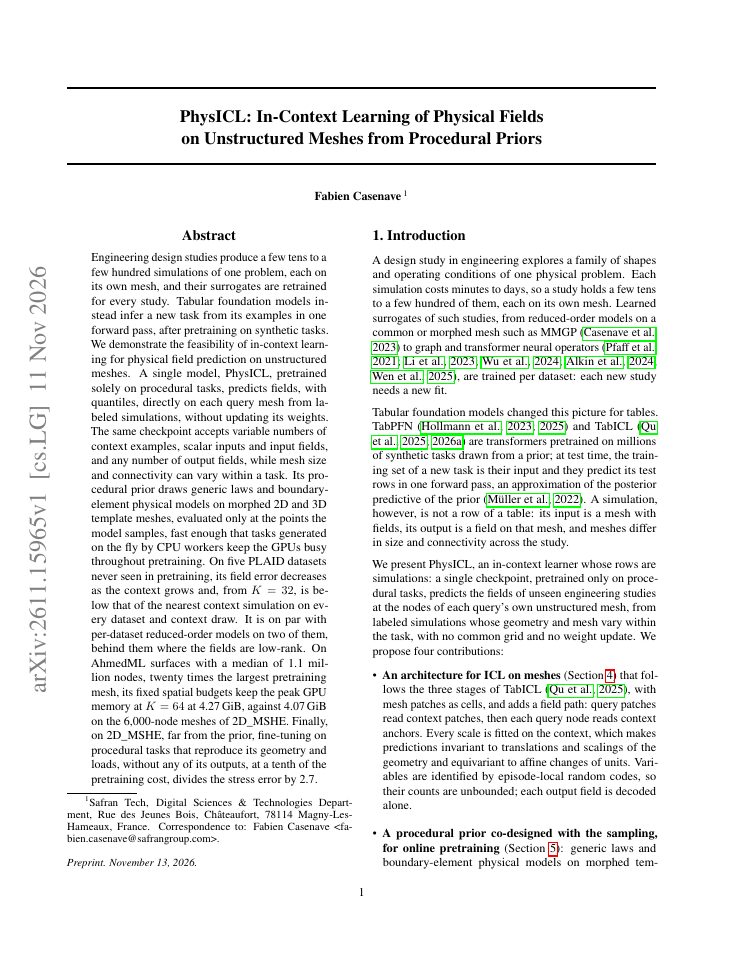 PhysICL: In-Context Learning of Physical Fields
on Unstructured Meshes from Procedural Priors
Fabien Casenave 1
arXiv:2611.15965v1 [cs.LG] 11 Nov 2026
Abstract
Engineering design studies produce a few tens to a
few hundred simulations of one problem, each on
its own mesh, and their surrogates are retrained
for every study. Tabular foundation models in-
stead infer a new task from its examples in one
forward pass, after pretraining on synthetic tasks.
We demonstrate the feasibility of in-context learn-
ing for physical field prediction on unstructured
meshes. A single model, PhysICL, pretrained
solely on procedural tasks, predicts fields, with
quantiles, directly on each query mesh from la-
beled simulations, without updating its weights.
The same checkpoint accepts variable numbers of
context examples, scalar inputs and input fields,
and any number of output fields, while mesh size
and connectivity can vary within a task. Its pro-
cedural prior draws generic laws and boundary-
element physical models on morphed 2D and 3D
template meshes, evaluated only at the points the
model samples, fast enough that tasks generated
on the fly by CPU workers keep the GPUs busy
throughout pretraining. On five PLAID datasets
never seen in pretraining, its field error decreases
as the context grows and, from K = 32, is be-
low that of the nearest context simulation on ev-
ery dataset and context draw. It is on par with
per-dataset reduced-order models on two of them,
behind them where the fields are low-rank. On
AhmedML surfaces with a median of 1.1 mil-
lion nodes, twenty times the largest pretraining
mesh, its fixed spatial budgets keep the peak GPU
memory at K = 64 at 4.27 GiB, against 4.07 GiB
on the 6,000-node meshes of 2D_MSHE. Finally,
on 2D_MSHE, far from the prior, fine-tuning on
procedural tasks that reproduce its geometry and
loads, without any of its outputs, at a tenth of the
pretraining cost, divides the stress error by 2.7.
1Safran Tech, Digital Sciences & Technologies Depart-
ment, Rue des Jeunes Bois, Châteaufort, 78114 Magny-Les-
Hameaux, France. Correspondence to: Fabien Casenave <fa-
bien.casenave@safrangroup.com>.
Preprint. November 13, 2026.
1. Introduction
A design study in engineering explores a family of shapes
and operating conditions of one physical problem. Each
simulation costs minutes to days, so a study holds a few tens
to a few hundred of them, each on its own mesh. Learned
surrogates of such studies, from reduced-order models on a
common or morphed mesh such as MMGP (Casenave et al.,
2023) to graph and transformer neural operators (Pfaff et al.,
2021; Li et al., 2023; Wu et al., 2024; Alkin et al., 2024;
Wen et al., 2025), are trained per dataset: each new study
needs a new fit.
Tabular foundation models changed this picture for tables.
TabPFN (Hollmann et al., 2023; 2025) and TabICL (Qu
et al., 2025; 2026a) are transformers pretrained on millions
of synthetic tasks drawn from a prior; at test time, the train-
ing set of a new task is their input and they predict its test
rows in one forward pass, an approximation of the posterior
predictive of the prior (Müller et al., 2022). A simulation,
however, is not a row of a table: its input is a mesh with
fields, its output is a field on that mesh, and meshes differ
in size and connectivity across the study.
We present PhysICL, an in-context learner whose rows are
simulations: a single checkpoint, pretrained only on proce-
dural tasks, predicts the fields of unseen engineering studies
at the nodes of each query's own unstructured mesh, from
labeled simulations whose geometry and mesh vary within
the task, with no common grid and no weight update. We
propose four contributions:
• An architecture for ICL on meshes (Section 4) that fol-
lows the three stages of TabICL (Qu et al., 2025), with
mesh patches as cells, and adds a field path: query patches
read context patches, then each query node reads context
anchors. Every scale is fitted on the context, which makes
predictions invariant to translations and scalings of the
geometry and equivariant to affine changes of units. Vari-
ables are identified by episode-local random codes, so
their counts are unbounded; each output field is decoded
alone.
• A procedural prior co-designed with the sampling,
for online pretraining (Section 5): generic laws and
boundary-element physical models on morphed tem-
1